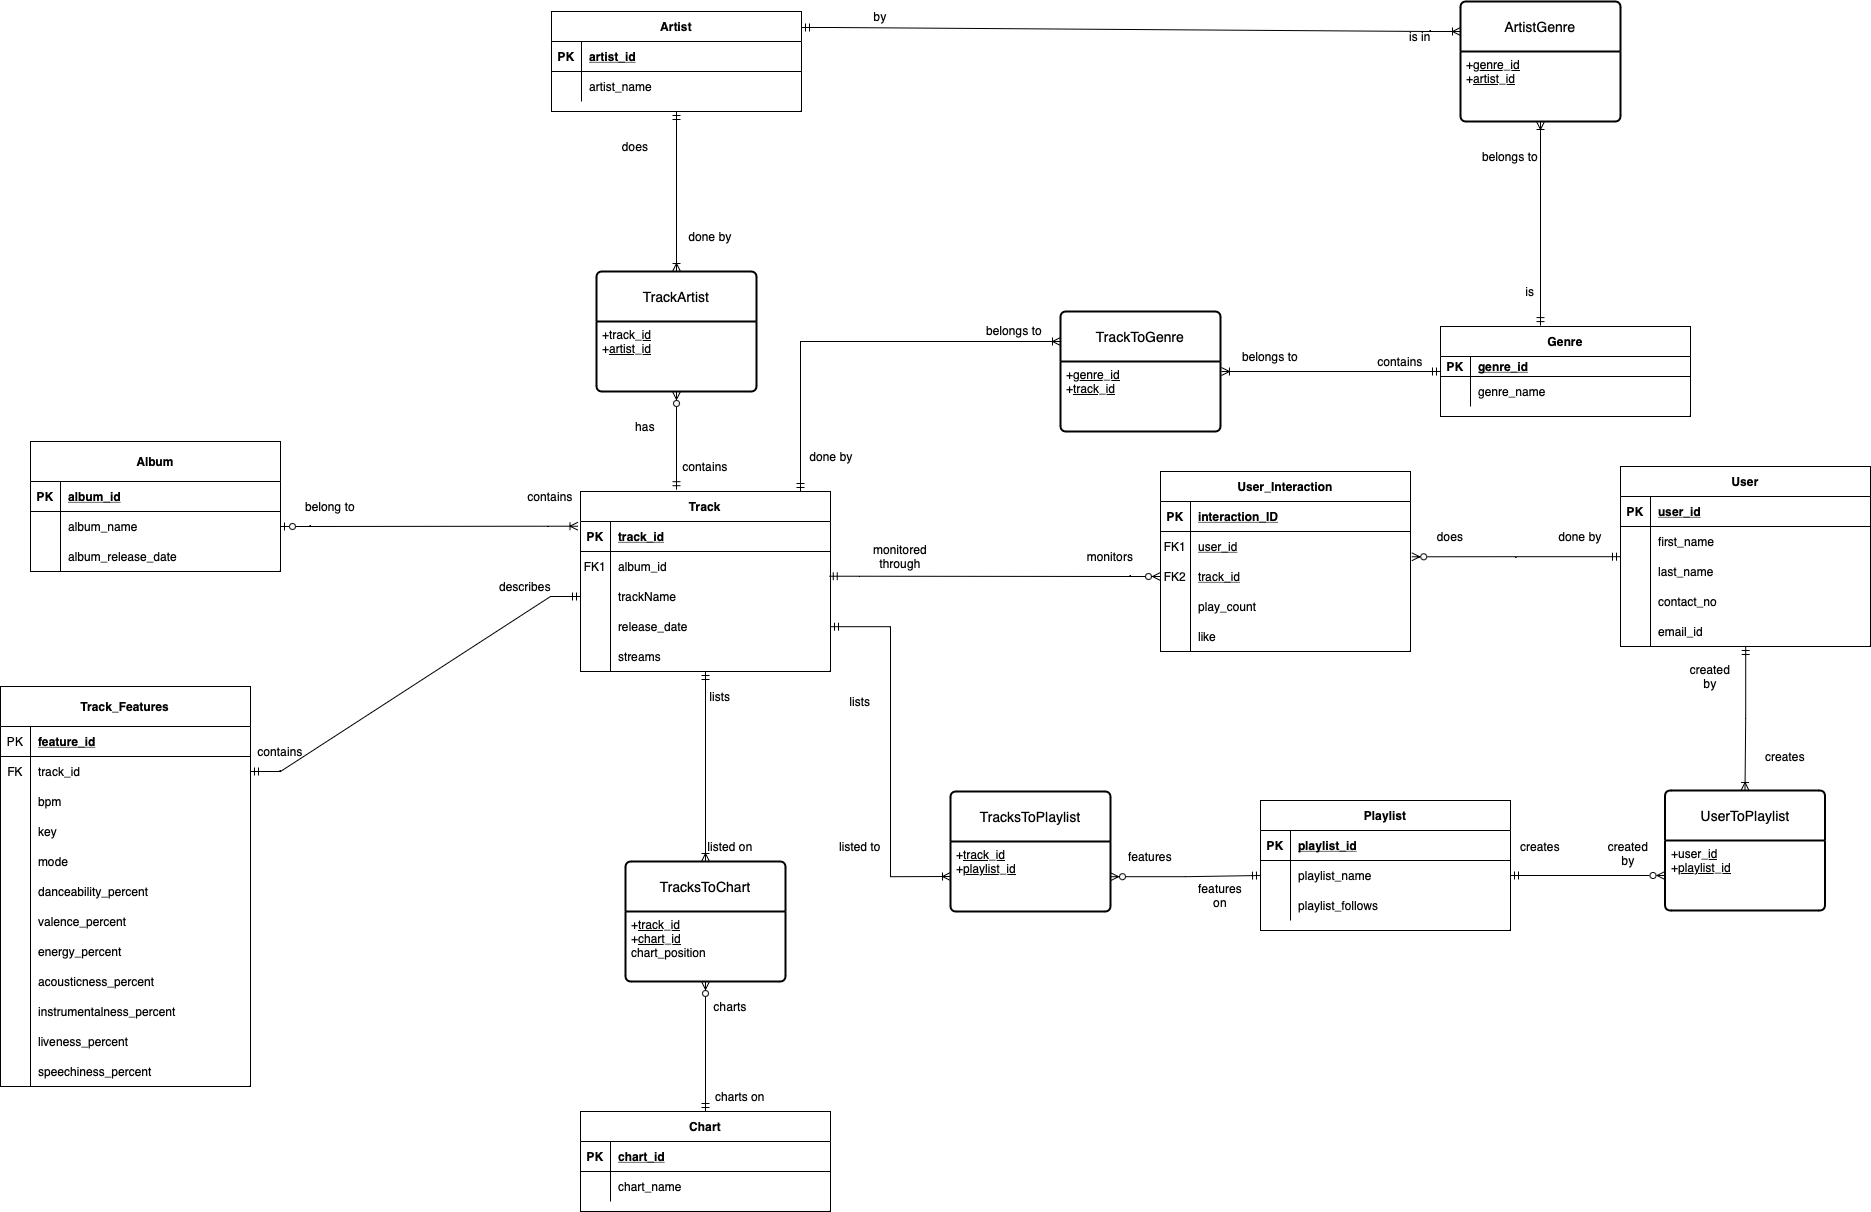 Artist
PK artist_id
artist_name
by
is in
ArtistGenre
+genre_id
+artist_id
does
done by
belongs to
is
TrackArtist
+track_id
+artist_id
has
contains
belongs to
done by
TrackToGenre
+genre_id
+track_id
belongs to
contains
Genre
PK genre_id
genre_name
Album
PK album_id
album_name
album_release_date
belong to
contains
Track
PK track_id
FK1 album_id
trackName
release_date
streams
monitored
through
monitors
User_Interaction
PK interaction_ID
FK1 user_id
FK2 track_id
play_count
like
does
done by
User
PK user_id
first_name
last_name
contact_no
email_id
describes
contains
Track_Features
PK feature_id
FK track_id
bpm
key
mode
danceability_percent
valence_percent
energy_percent
acousticness_percent
instrumentalness_percent
liveness_percent
speechiness_percent
lists
listed on
lists
listed to
created
by
creates
TracksToPlaylist
+track_id
+playlist_id
features
features
on
Playlist
PK playlist_id
playlist_name
playlist_follows
creates
created
by
UserToPlaylist
+user_id
+playlist_id
TracksToChart
+track_id
+chart_id
chart_position
charts
charts on
Chart
PK chart_id
chart_name